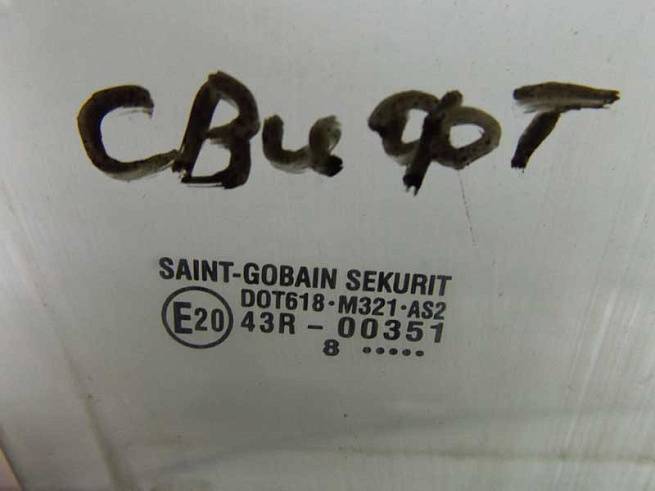 Свифт
SAINT-GOBAIN SEKURIT
DOT618·M321·AS2
E20 43R - 00351
8 •••••